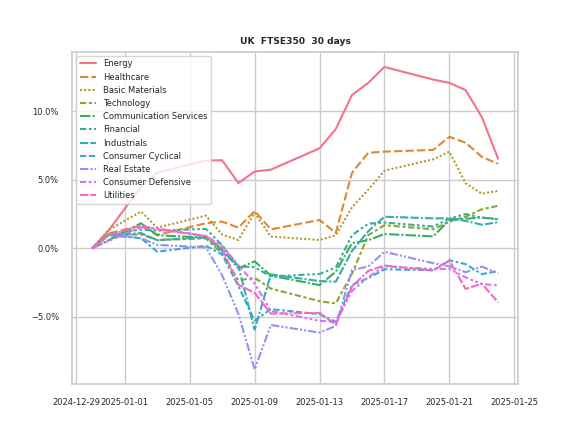 UK FTSE350 30 days
Energy
Healthcare
Basic Materials
Technology
Communication Services
Financial
Industrials
Consumer Cyclical
Real Estate
Consumer Defensive
Utilities
10.0%
5.0%
0.0%
−5.0%
2024-12-29 2025-01-01 2025-01-05 2025-01-09 2025-01-13 2025-01-17 2025-01-21 2025-01-25